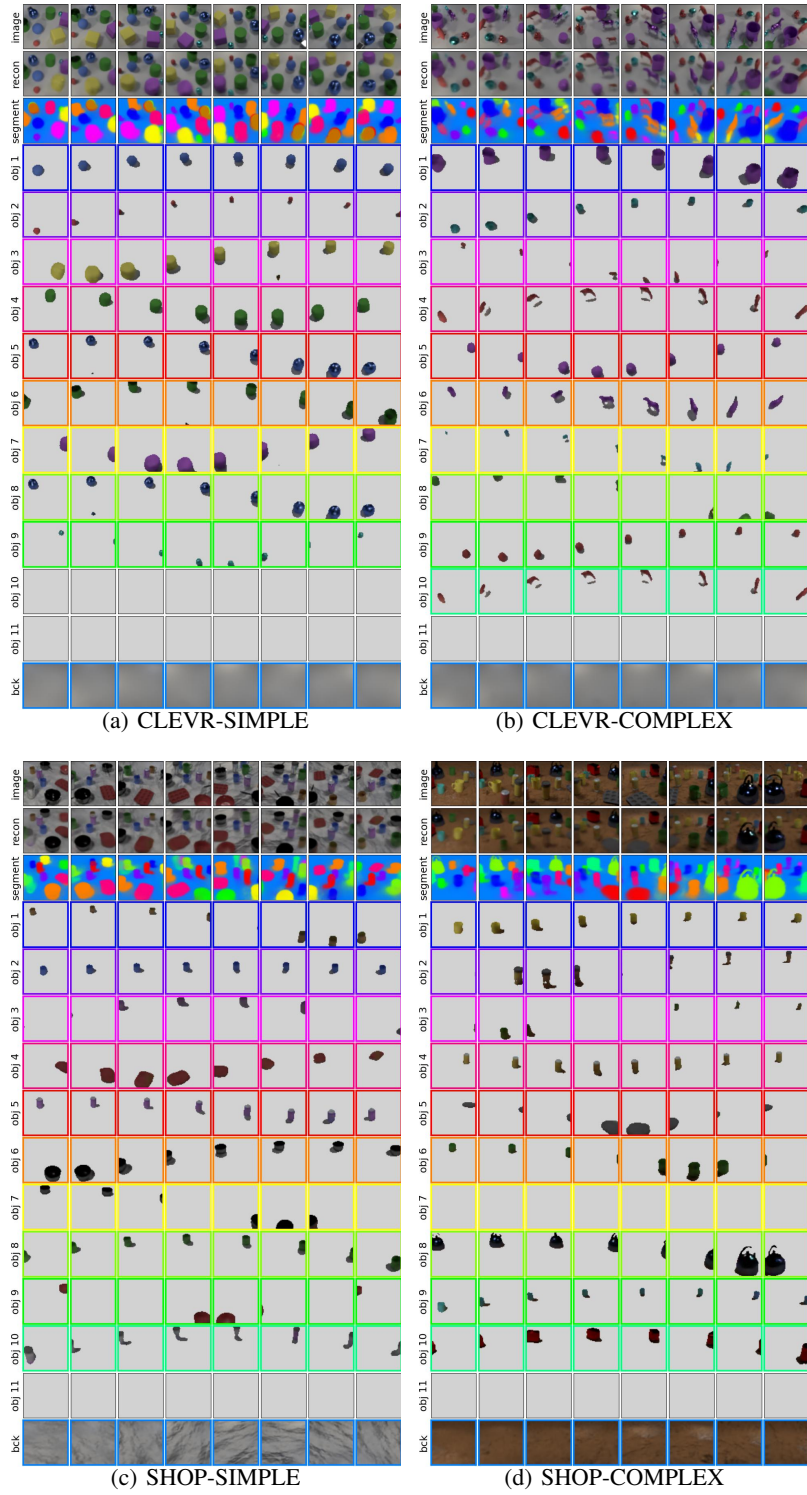 image
recon
segment
obj 1
obj 2
obj 3
obj 4
obj 5
obj 6
obj 7
obj 8
obj 9
obj 10
obj 11
bck
(a) CLEVR-SIMPLE
image
recon
segment
obj 1
obj 2
obj 3
obj 4
obj 5
obj 6
obj 7
obj 8
obj 9
obj 10
obj 11
bck
(b) CLEVR-COMPLEX
image
recon
segment
obj 1
obj 2
obj 3
obj 4
obj 5
obj 6
obj 7
obj 8
obj 9
obj 10
obj 11
bck
(c) SHOP-SIMPLE
image
recon
segment
obj 1
obj 2
obj 3
obj 4
obj 5
obj 6
obj 7
obj 8
obj 9
obj 10
obj 11
bck
(d) SHOP-COMPLEX